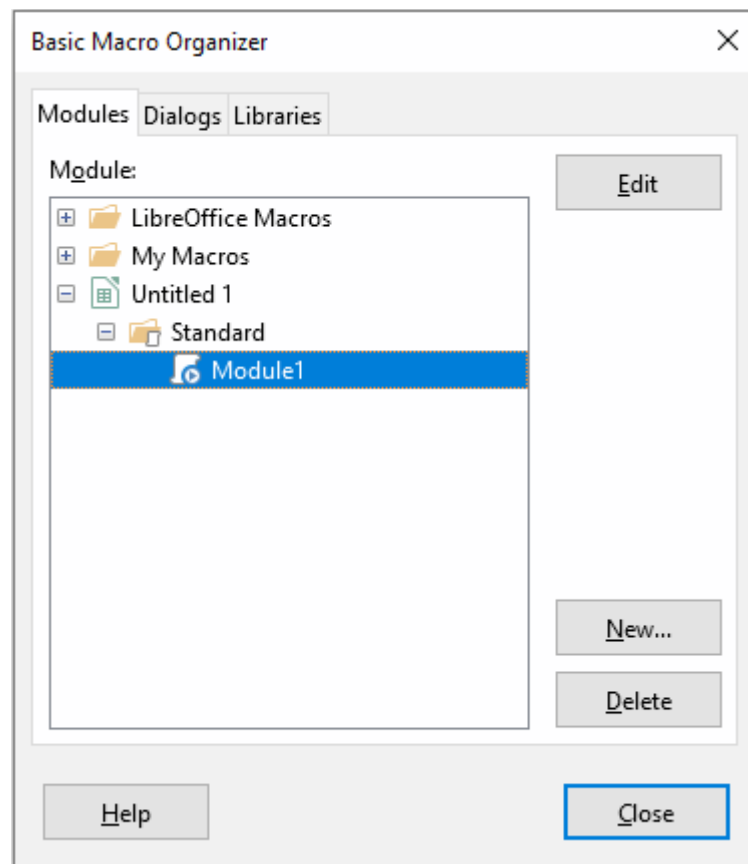 Basic Macro Organizer
Modules Dialogs Libraries
Module:
Edit
LibreOffice Macros
My Macros
Untitled 1
Standard
Module1
New...
Delete
Help Close